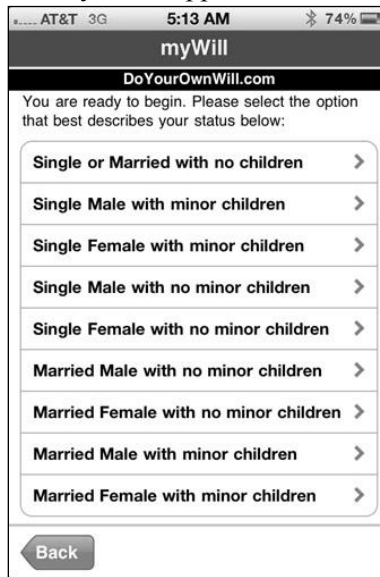 AT&T 3G 5:13 AM 74%
myWill
DoYourOwnWill.com
You are ready to begin. Please select the option
that best describes your status below:
Single or Married with no children
Single Male with minor children
Single Female with minor children
Single Male with no minor children
Single Female with no minor children
Married Male with no minor children
Married Female with no minor children
Married Male with minor children
Married Female with minor children
Back